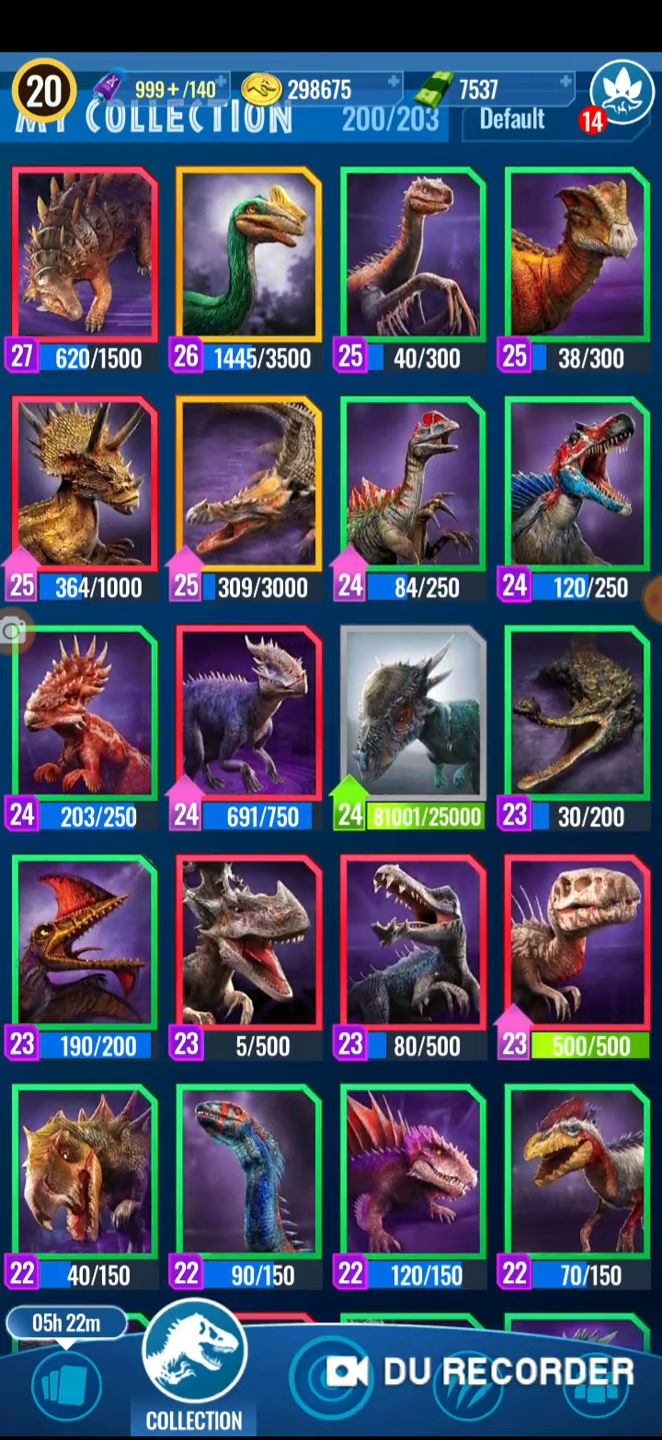 20 999+/140 298675 7537
MY COLLECTION 200/203 Default 14
27 620/1500 26 1445/3500 25 40/300 25 38/300
25 364/1000 25 309/3000 24 84/250 24 120/250
24 203/250 24 691/750 24 81001/25000 23 30/200
23 190/200 23 5/500 23 80/500 23 500/500
22 40/150 22 90/150 22 120/150 22 70/150
05h 22m
DU RECORDER
COLLECTION